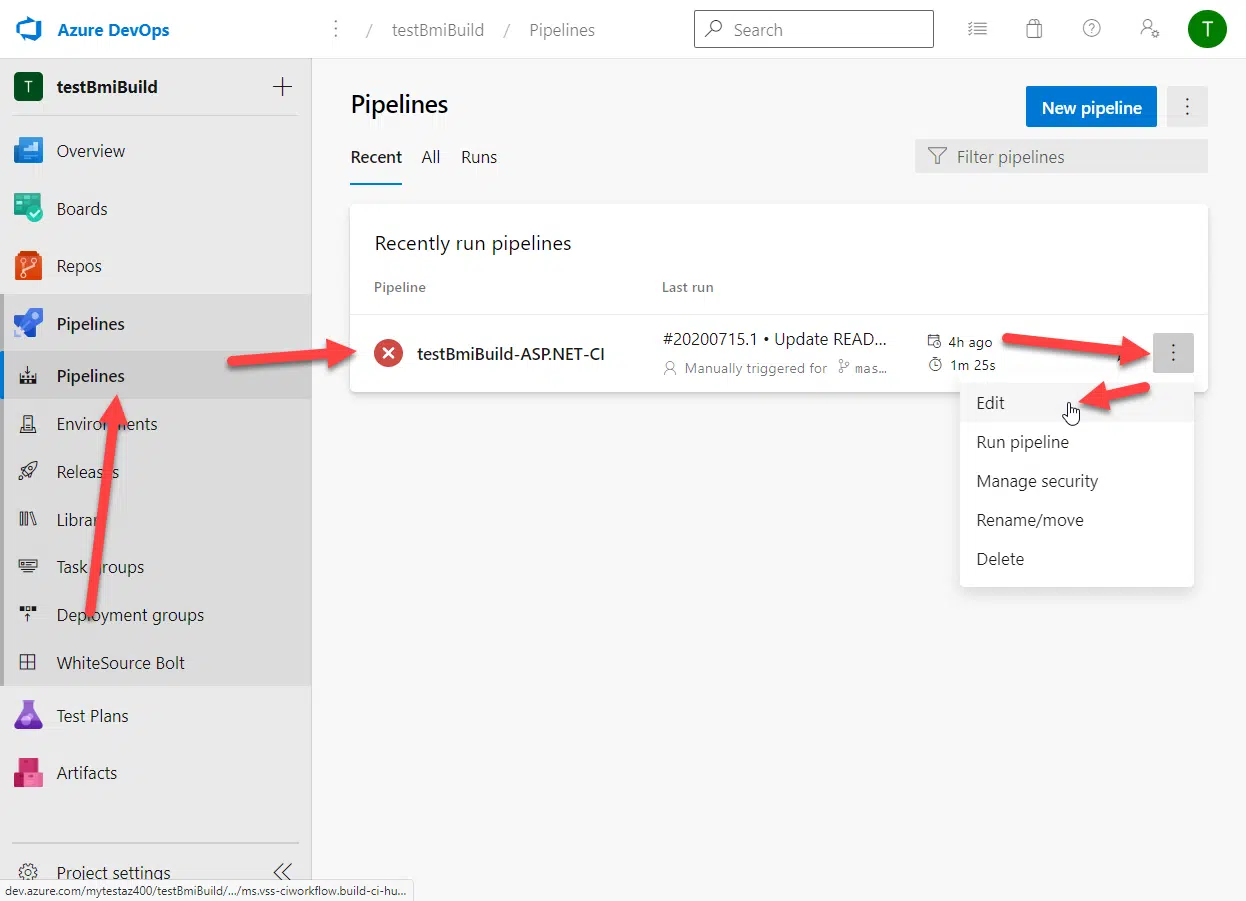 Azure DevOps
/ testBmiBuild / Pipelines
Search
T
T testBmiBuild
Overview
Boards
Repos
Pipelines
Pipelines
Environments
Releases
Library
Task groups
Deployment groups
WhiteSource Bolt
Test Plans
Artifacts
Project settings
dev.azure.com/mytestaz400/testBmiBuild/.../ms.vss-ciworkflow.build-ci-hu...
Pipelines
New pipeline
Recent All Runs
Filter pipelines
Recently run pipelines
Pipeline Last run
testBmiBuild-ASP.NET-CI
#20200715.1 • Update READ...
Manually triggered for mas...
4h ago
1m 25s
Edit
Run pipeline
Manage security
Rename/move
Delete